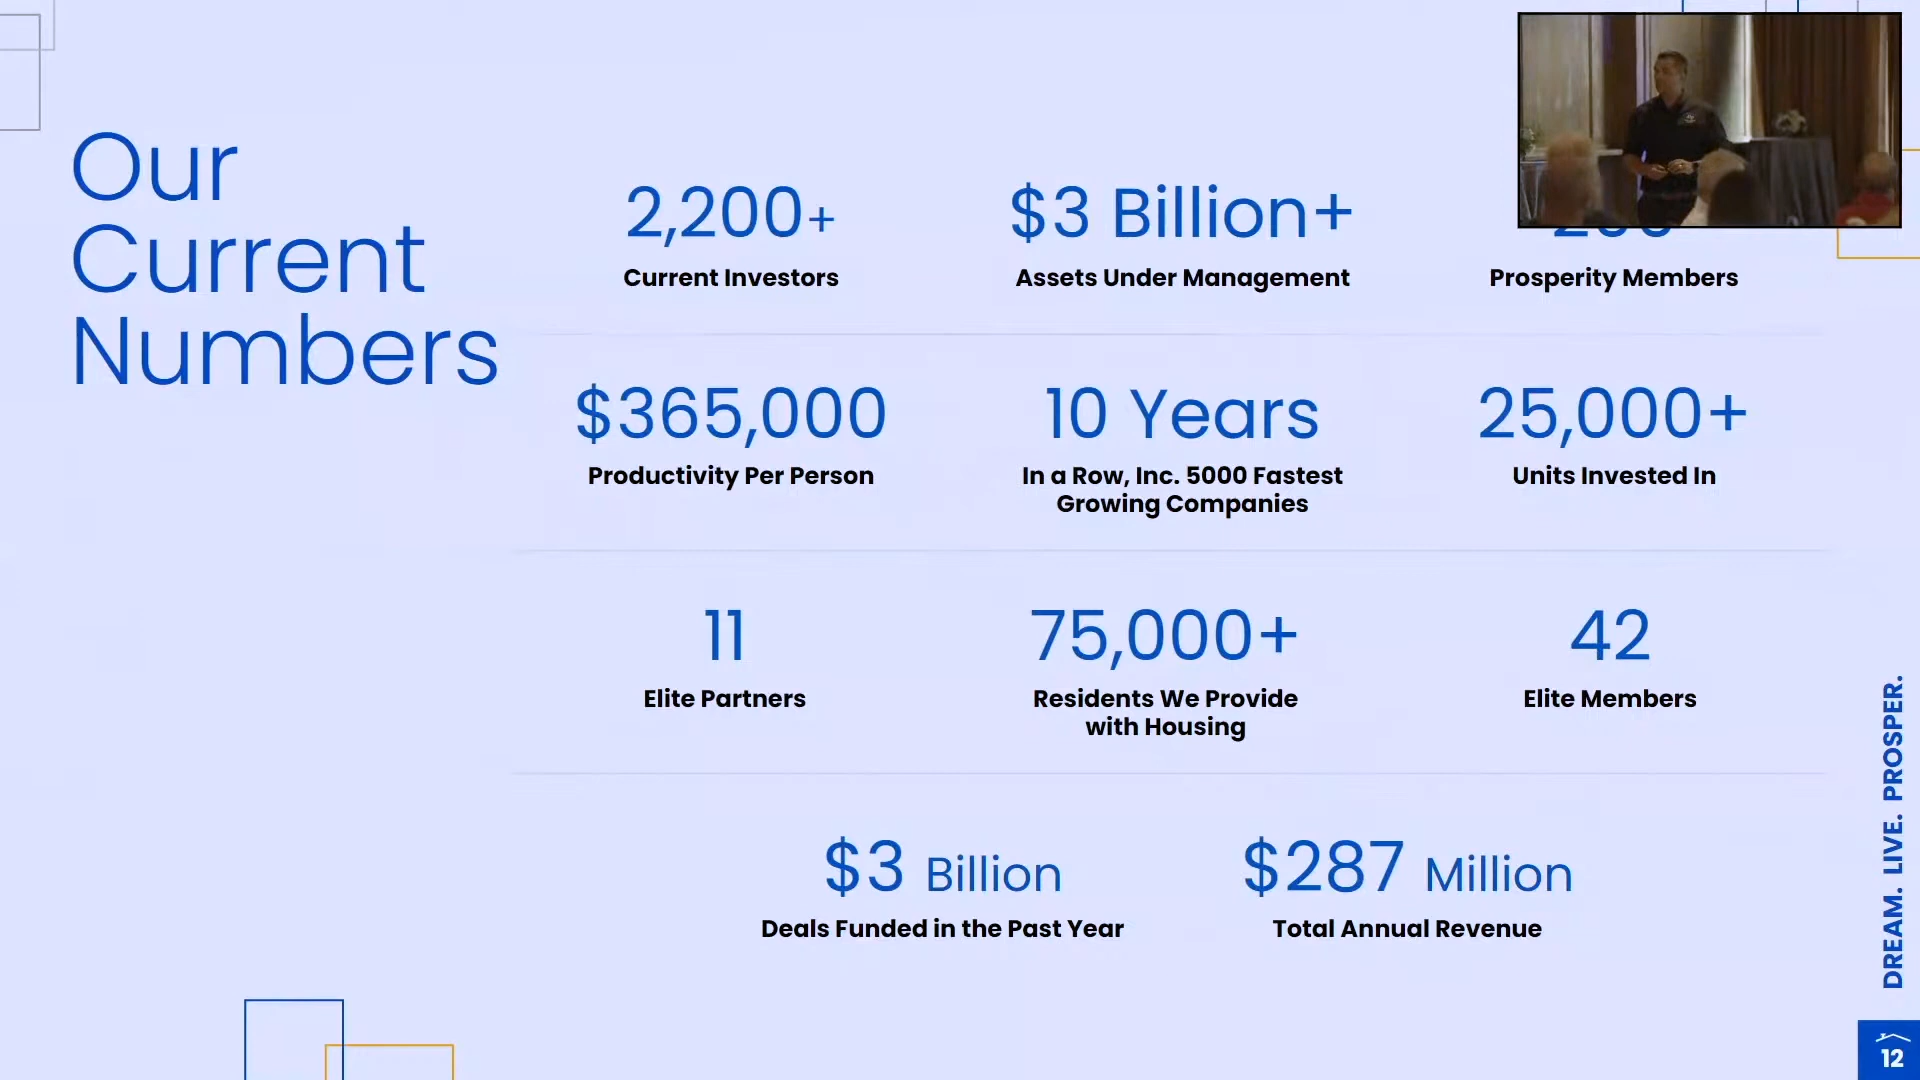 Our
Current
Numbers
2,200+
Current Investors
$3 Billion+
Assets Under Management
Prosperity Members
$365,000
Productivity Per Person
10 Years
In a Row, Inc. 5000 Fastest
Growing Companies
25,000+
Units Invested In
11
Elite Partners
75,000+
Residents We Provide
with Housing
42
Elite Members
$3 Billion
Deals Funded in the Past Year
$287 Million
Total Annual Revenue
DREAM. LIVE. PROSPER.
12